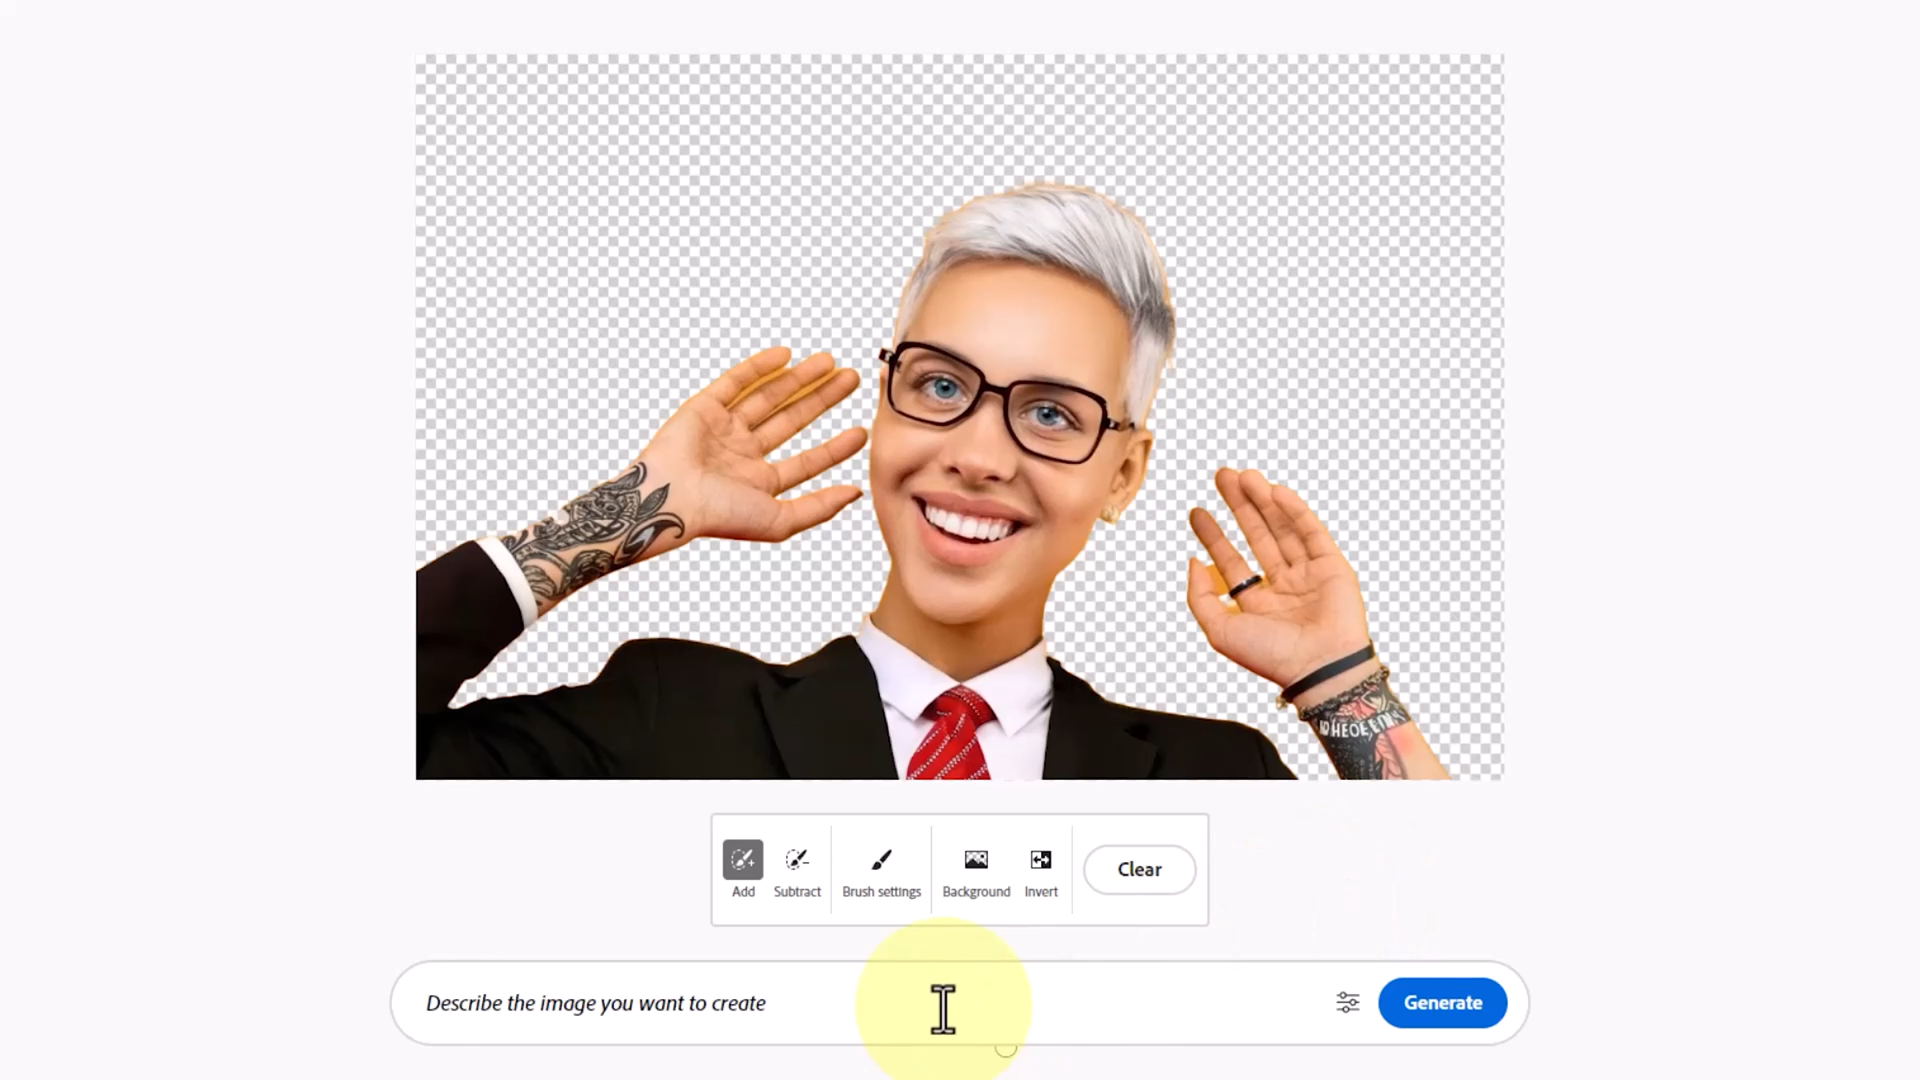 Add
Subtract
Brush settings
Background
Invert
Clear
Describe the image you want to create
Generate